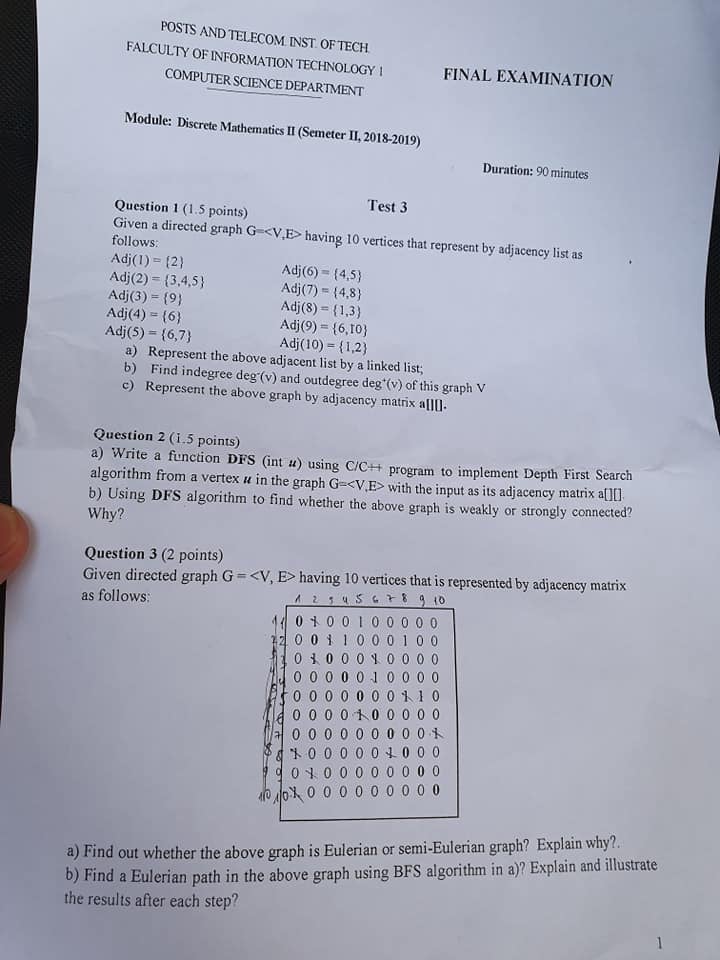 POSTS AND TELECOM. INST. OF TECH.
FALCULTY OF INFORMATION TECHNOLOGY 1
COMPUTER SCIENCE DEPARTMENT
FINAL EXAMINATION
Module: Discrete Mathematics II (Semeter II, 2018-2019)
Duration: 90 minutes
Test 3
Question 1 (1.5 points)
Given a directed graph G=<V,E> having 10 vertices that represent by adjacency list as
follows:
Adj(1) = {2}
Adj(2) = {3,4,5}
Adj(3) = {9}
Adj(4) = {6}
Adj(5) = {6,7}
Adj(6) = {4,5}
Adj(7) = {4,8}
Adj(8) = {1,3}
Adj(9) = {6,10}
Adj(10) = {1,2}
a) Represent the above adjacent list by a linked list;
b) Find indegree deg⁻(v) and outdegree deg⁺(v) of this graph V
c) Represent the above graph by adjacency matrix a[][].
Question 2 (1.5 points)
a) Write a function DFS (int u) using C/C++ program to implement Depth First Search
algorithm from a vertex u in the graph G=<V,E> with the input as its adjacency matrix a[][].
b) Using DFS algorithm to find whether the above graph is weakly or strongly connected?
Why?
Question 3 (2 points)
Given directed graph G = <V, E> having 10 vertices that is represented by adjacency matrix
as follows:
1 2 3 4 5 6 7 8 9 10
0 1 0 0 1 0 0 0 0 0
0 0 1 1 0 0 0 1 0 0
0 1 0 0 0 1 0 0 0 0
0 0 0 0 0 1 0 0 0 0
0 0 0 0 0 0 0 1 1 0
0 0 0 0 1 0 0 0 0 0
0 0 0 0 0 0 0 0 0 1
1 0 0 0 0 0 1 0 0 0
0 1 0 0 0 0 0 0 0 0
1 0 0 0 0 0 0 0 0 0
a) Find out whether the above graph is Eulerian or semi-Eulerian graph? Explain why?.
b) Find a Eulerian path in the above graph using BFS algorithm in a)? Explain and illustrate
the results after each step?
1